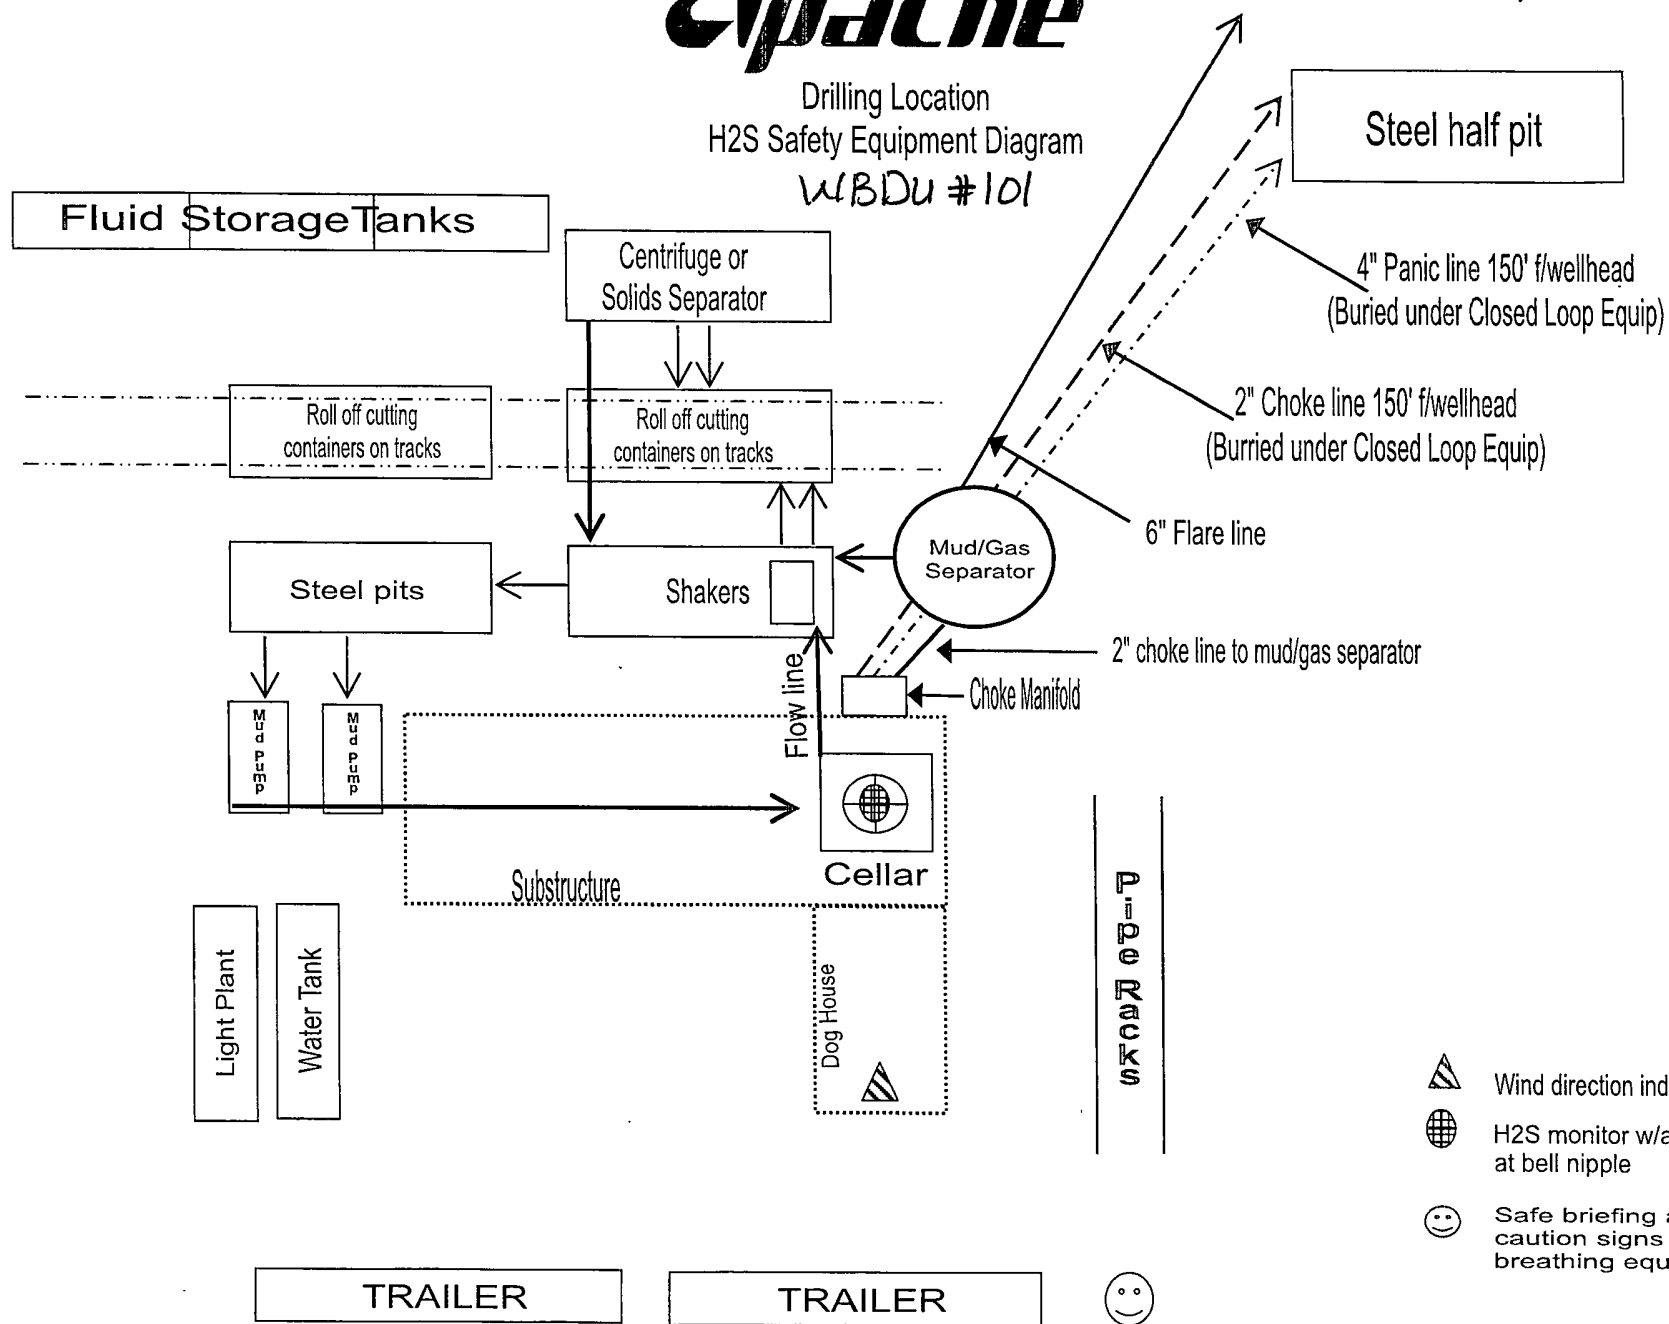 Apache
Drilling Location
H2S Safety Equipment Diagram
WBDU #101
Steel half pit
Fluid Storage Tanks
Centrifuge or
Solids Separator
4" Panic line 150' f/wellhead
(Buried under Closed Loop Equip)
Roll off cutting
containers on tracks
Roll off cutting
containers on tracks
2" Choke line 150' f/wellhead
(Burried under Closed Loop Equip)
6" Flare line
Mud/Gas
Separator
Steel pits
Shakers
2" choke line to mud/gas separator
Choke Manifold
Flow line
Mud Pump
Mud Pump
Cellar
Substructure
Pipe Racks
Light Plant
Water Tank
Dog House
Wind direction ind
H2S monitor w/a
at bell nipple
Safe briefing a
caution signs
breathing equ
TRAILER
TRAILER